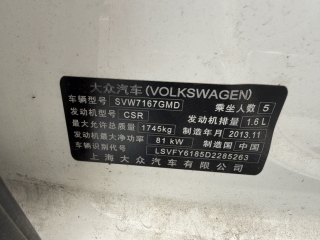 大众汽车(VOLKSWAGEN)
车辆型号 SVW7167GMD 乘坐人数 5
发动机型号 CSR 发动机排量 1.6L
最大允许总质量 1745kg 制造年月 2013.11
发动机最大净功率 81 kW 制造国 中国
车辆识别代号 LSVFY6185D2285263
上海大众汽车有限公司